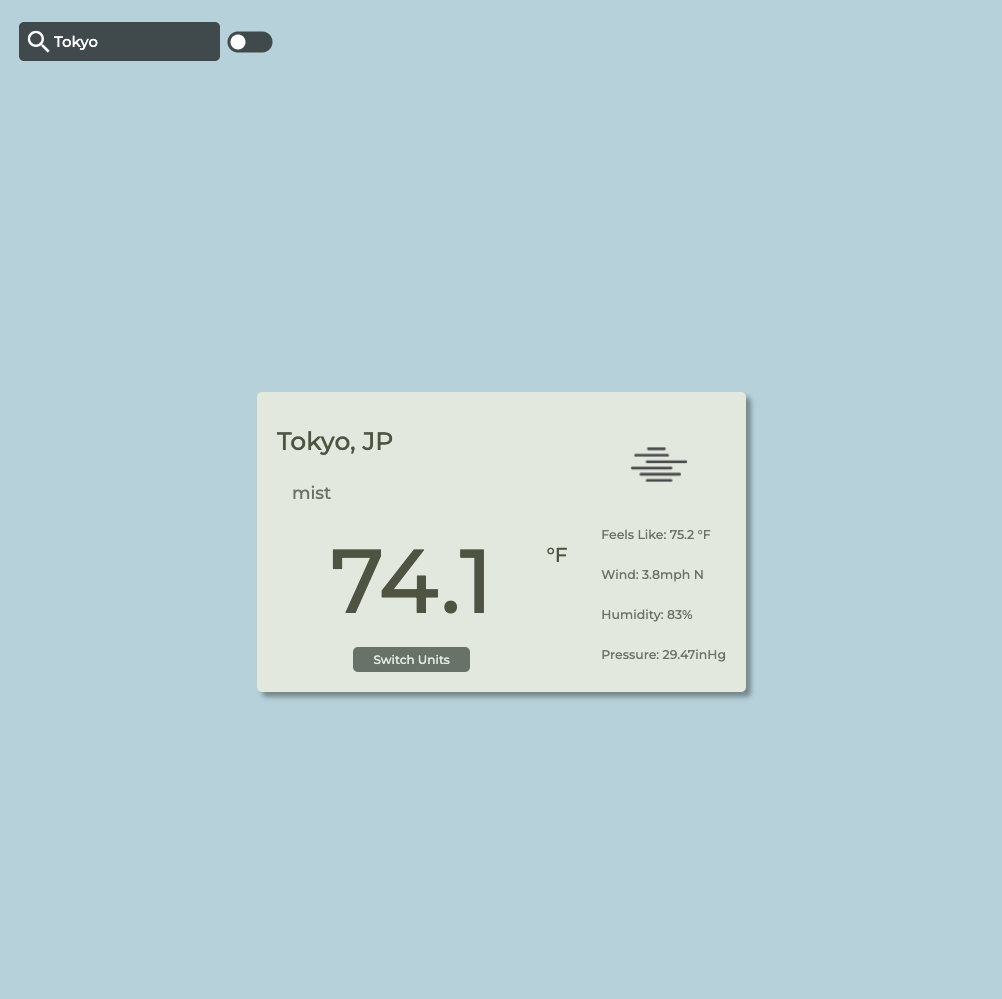 Tokyo
Tokyo, JP
mist
74.1 °F
Switch Units
Feels Like: 75.2 °F
Wind: 3.8mph N
Humidity: 83%
Pressure: 29.47inHg